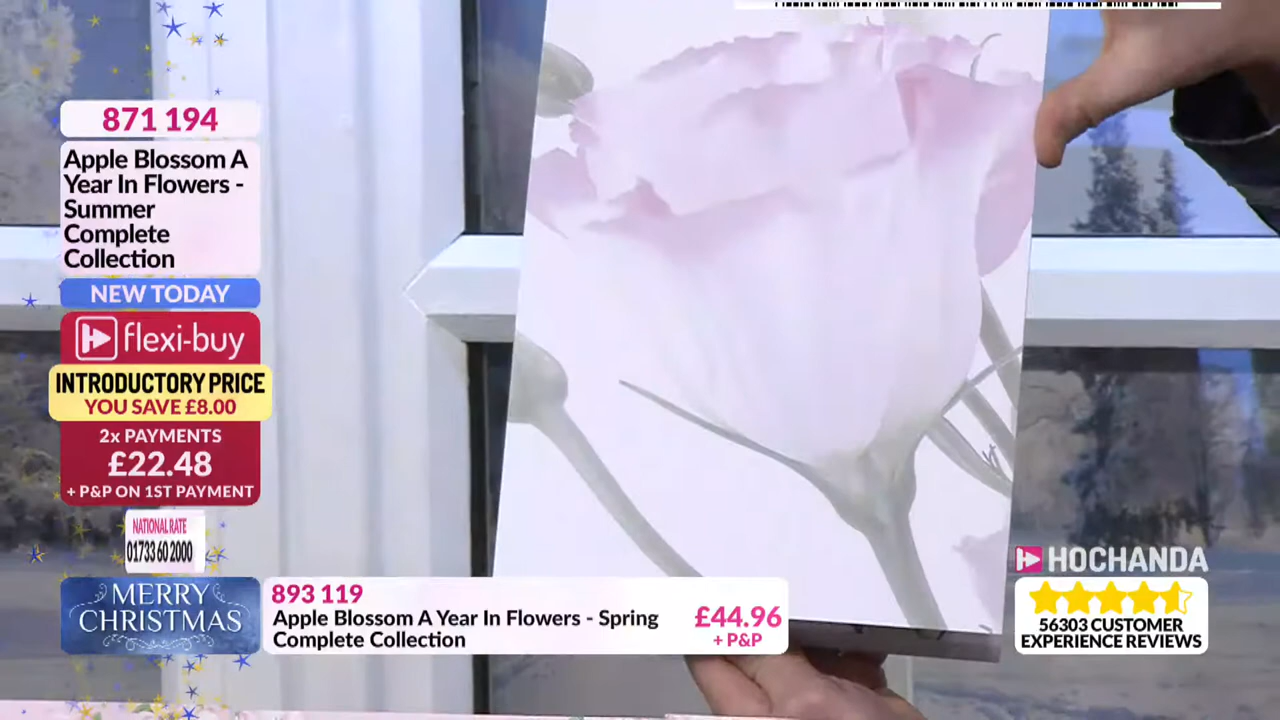 871 194
Apple Blossom A
Year In Flowers -
Summer
Complete
Collection
NEW TODAY
flexi-buy
INTRODUCTORY PRICE
YOU SAVE £8.00
2x PAYMENTS
£22.48
+ P&P ON 1ST PAYMENT
NATIONAL RATE
01733 60 2000
MERRY
CHRISTMAS
893 119
Apple Blossom A Year In Flowers - Spring
Complete Collection
£44.96
+ P&P
HOCHANDA
56303 CUSTOMER
EXPERIENCE REVIEWS